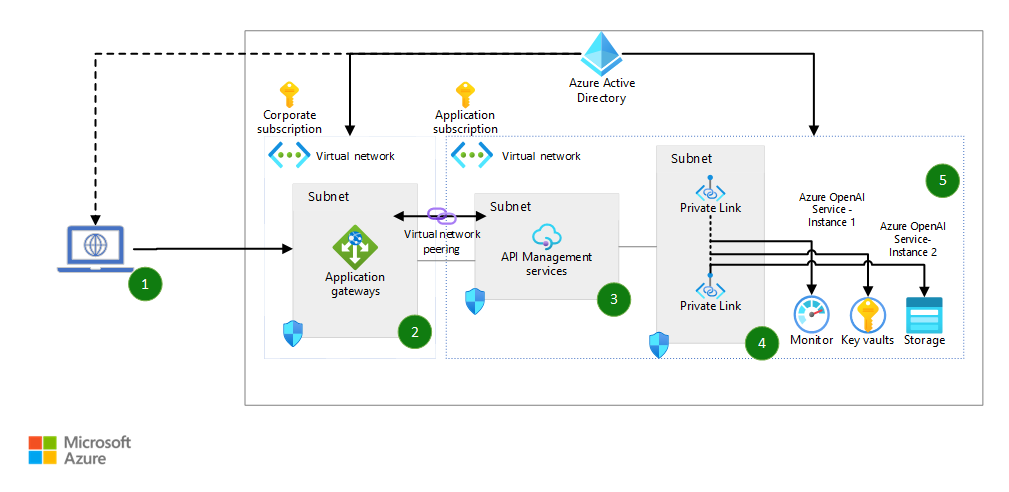 Azure Active
Directory
Corporate
subscription
Application
subscription
Virtual network
Virtual network
Subnet
5
Subnet
Subnet
Private Link
Azure OpenAI
Service -
Instance 1
Azure OpenAI
Service-
Instance 2
Virtual network
peering
API Management
services
Application
gateways
1
2
3
Private Link
4
Monitor
Key vaults
Storage
Microsoft
Azure